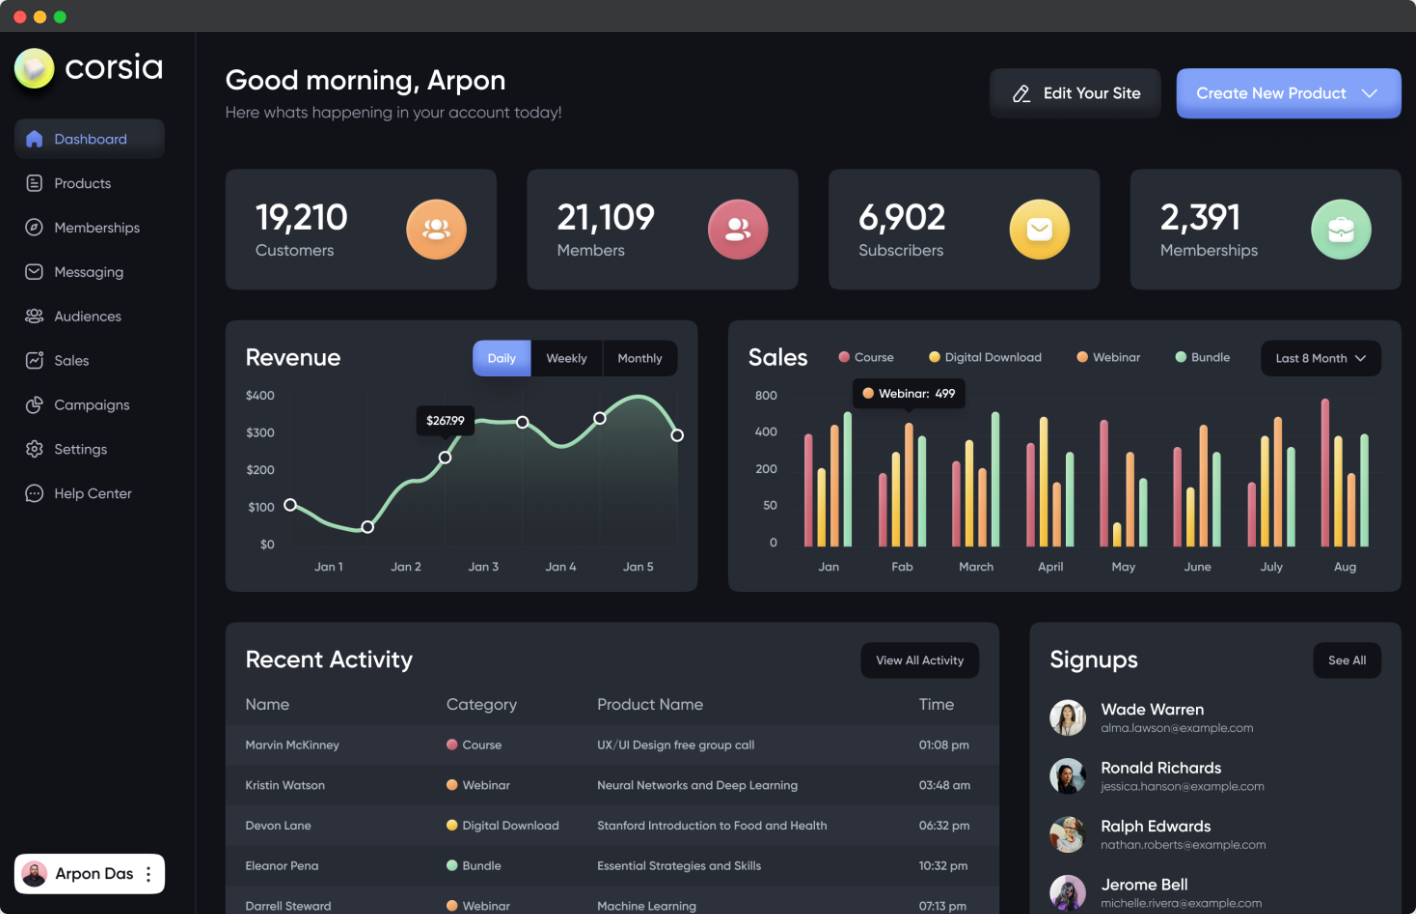 corsia
Dashboard
Products
Memberships
Messaging
Audiences
Sales
Campaigns
Settings
Help Center
Arpon Das
Good morning, Arpon
Here whats happening in your account today!
Edit Your Site
Create New Product
19,210
Customers
21,109
Members
6,902
Subscribers
2,391
Memberships
Revenue
Daily Weekly Monthly
$400
$300
$200
$100
$0
$267.99
Jan 1 Jan 2 Jan 3 Jan 4 Jan 5
Sales
Course Digital Download Webinar Bundle
Last 8 Month
Webinar: 499
800
400
200
50
0
Jan Fab March April May June July Aug
Recent Activity
View All Activity
Name Category Product Name Time
Marvin McKinney Course UX/UI Design free group call 01:08 pm
Kristin Watson Webinar Neural Networks and Deep Learning 03:48 am
Devon Lane Digital Download Stanford Introduction to Food and Health 06:32 pm
Eleanor Pena Bundle Essential Strategies and Skills 10:32 pm
Darrell Steward Webinar Machine Learning 07:13 pm
Signups
See All
Wade Warren
alma.lawson@example.com
Ronald Richards
jessica.hanson@example.com
Ralph Edwards
nathan.roberts@example.com
Jerome Bell
michelle.rivera@example.com